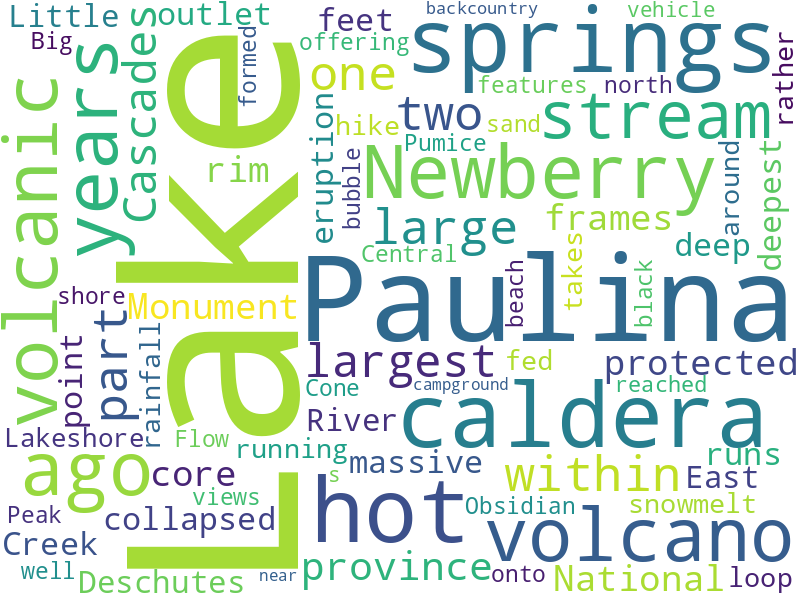 Little
outlet
feet
backcountry
vehicle
Big
offering
springs
rather
years
Cascades
formed
one
features
north
volcanic
Lake
eruption
hike
two
sand
stream
rim
bubble
Pumice
Newberry
around
deepest
large
frames
Central
takes
deep
shore
Monument
Paulina
beach
black
point
part
rainfall
largest
fed
protected
Cone
campground
reached
Lakeshore
Flow
River
caldera
running
ago
core
s
massive
within
East
runs
views
hot
Obsidian
snowmelt
Peak
collapsed
volcano
Creek
well
Deschutes
near
province
onto
National
loop